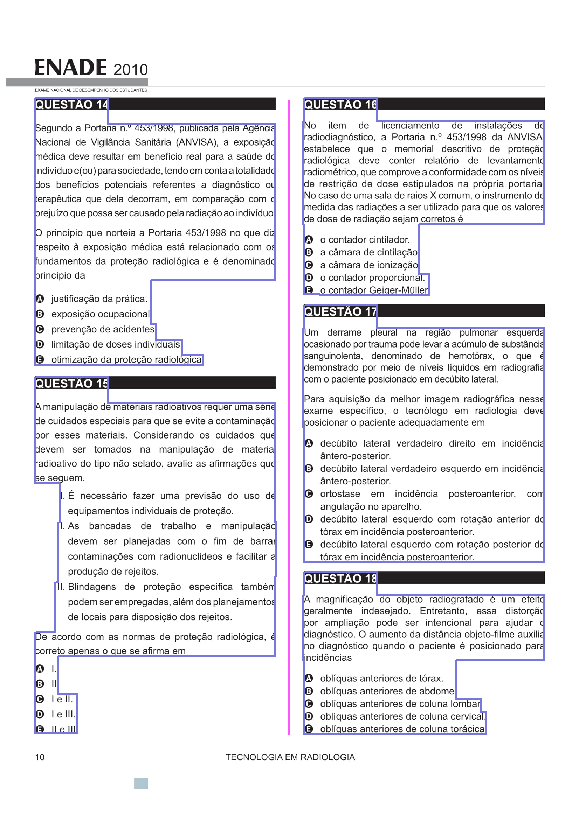 ENADE 2010
EXAME NACIONAL DE DESEMPENHO DOS ESTUDANTES
QUESTÃO 14
Segundo a Portaria n.º 453/1998, publicada pela Agência
Nacional de Vigilância Sanitária (ANVISA), a exposição
médica deve resultar em benefício real para a saúde do
indivíduo e(ou) para sociedade, tendo em conta a totalidade
dos benefícios potenciais referentes a diagnóstico ou
terapêutica que dela decorram, em comparação com o
prejuízo que possa ser causado pela radiação ao indivíduo.
O princípio que norteia a Portaria 453/1998 no que diz
respeito à exposição médica está relacionado com os
fundamentos da proteção radiológica e é denominado
princípio da
A justificação da prática.
B exposição ocupacional.
C prevenção de acidentes.
D limitação de doses individuais.
E otimização da proteção radiológica.
QUESTÃO 15
A manipulação de materiais radioativos requer uma série
de cuidados especiais para que se evite a contaminação
por esses materiais. Considerando os cuidados que
devem ser tomados na manipulação de material
radioativo do tipo não selado, avalie as afirmações que
se seguem.
I. É necessário fazer uma previsão do uso de
equipamentos individuais de proteção.
II. As bancadas de trabalho e manipulação
devem ser planejadas com o fim de barrar
contaminações com radionuclídeos e facilitar a
produção de rejeitos.
III. Blindagens de proteção específica também
podem ser empregadas, além dos planejamentos
de locais para disposição dos rejeitos.
De acordo com as normas de proteção radiológica, é
correto apenas o que se afirma em
A I.
B II.
C I e II.
D I e III.
E II e III.
QUESTÃO 16
No item de licenciamento de instalações de
radiodiagnóstico, a Portaria n.º 453/1998 da ANVISA
estabelece que o memorial descritivo de proteção
radiológica deve conter relatório de levantamento
radiométrico, que comprove a conformidade com os níveis
de restrição de dose estipulados na própria portaria.
No caso de uma sala de raios X comum, o instrumento de
medida das radiações a ser utilizado para que os valores
de dose de radiação sejam corretos é
A o contador cintilador.
B a câmara de cintilação.
C a câmara de ionização.
D o contador proporcional.
E o contador Geiger-Müller.
QUESTÃO 17
Um derrame pleural na região pulmonar esquerda
ocasionado por trauma pode levar a acúmulo de substância
sanguinolenta, denominado de hemotórax, o que é
demonstrado por meio de níveis líquidos em radiografia
com o paciente posicionado em decúbito lateral.
Para aquisição da melhor imagem radiográfica nesse
exame específico, o tecnólogo em radiologia deve
posicionar o paciente adequadamente em
A decúbito lateral verdadeiro direito em incidência
ântero-posterior.
B decúbito lateral verdadeiro esquerdo em incidência
ântero-posterior.
C ortostase em incidência posteroanterior, com
angulação no aparelho.
D decúbito lateral esquerdo com rotação anterior do
tórax em incidência posteroanterior.
E decúbito lateral esquerdo com rotação posterior do
tórax em incidência posteroanterior.
QUESTÃO 18
A magnificação do objeto radiografado é um efeito
geralmente indesejado. Entretanto, essa distorção
por ampliação pode ser intencional para ajudar o
diagnóstico. O aumento da distância objeto-filme auxilia
no diagnóstico quando o paciente é posicionado para
incidências
A oblíquas anteriores de tórax.
B oblíquas anteriores de abdome.
C oblíquas anteriores de coluna lombar.
D oblíquas anteriores de coluna cervical.
E oblíquas anteriores de coluna torácica.
10
TECNOLOGIA EM RADIOLOGIA